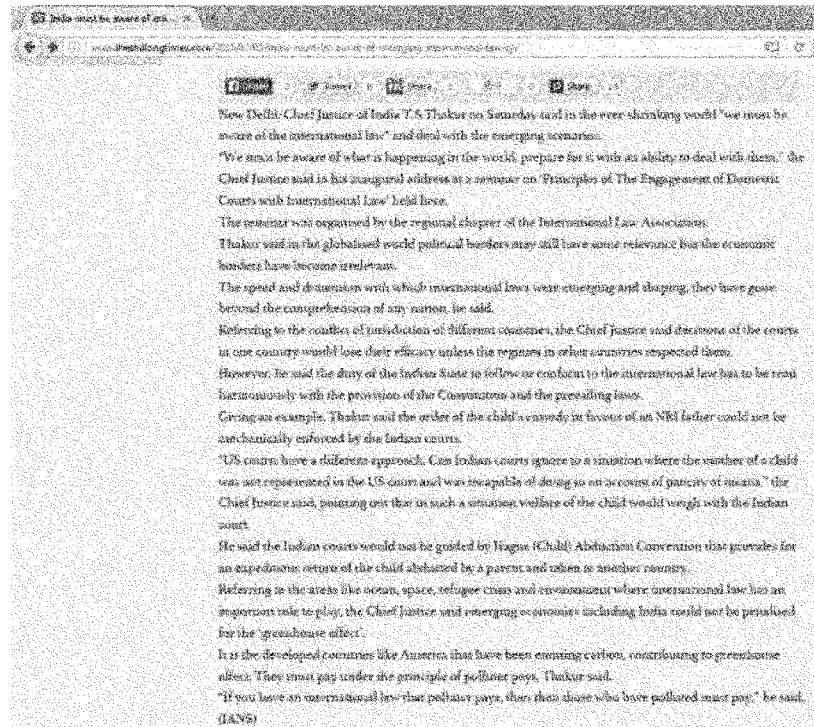 India must be aware of
Share Tweet Share Share
New Delhi: Chief Justice of India T.S Thakur on Saturday said in the ever shrinking world "we must be
aware of the international law" and deal with the emerging scenarios.
"We must be aware of what is happening in the world, prepare for it with an ability to deal with them," the
Chief Justice said in his inaugural address at a seminar on 'Principles of The Engagement of Domestic
Courts with International Law' held here.
The seminar was organised by the regional chapter of the International Law Association.
Thakur said in the globalised world political borders may still have some relevance but the economic
borders have become irrelevant.
The speed and dimension with which international laws were emerging and shaping, they have gone
beyond the comprehension of any nation, he said.
Referring to the conflict of jurisdiction of different countries, the Chief Justice said decisions of the courts
in one country would lose their efficacy unless the regimes in other countries respected them.
However, he said the duty of the Indian State to follow or conform to the international law has to be read
harmoniously with the provision of the Constitution and the prevailing laws.
Giving an example, Thakur said the order of the child's custody in favour of an NRI father could not be
mechanically enforced by the Indian courts.
"US courts have a different approach. Can Indian courts ignore to a situation where the mother of a child
was not represented in the US court and was incapable of doing so on account of paucity of means," the
Chief Justice said, pointing out that in such a situation welfare of the child would weigh with the Indian
court.
He said the Indian courts would not be guided by Hague (Child) Abduction Convention that provides for
an expeditious return of the child abducted by a parent and taken to another country.
Referring to the areas like ocean, space, refugee crisis and environment where international law has an
important role to play, the Chief Justice said emerging economies including India could not be penalised
for the 'greenhouse effect'.
It is the developed countries like America that have been emitting carbon, contributing to greenhouse
effect. They must pay under the principle of polluter pays, Thakur said.
"If you have an international law that polluter pays, then then those who have polluted must pay," he said.
(IANS)